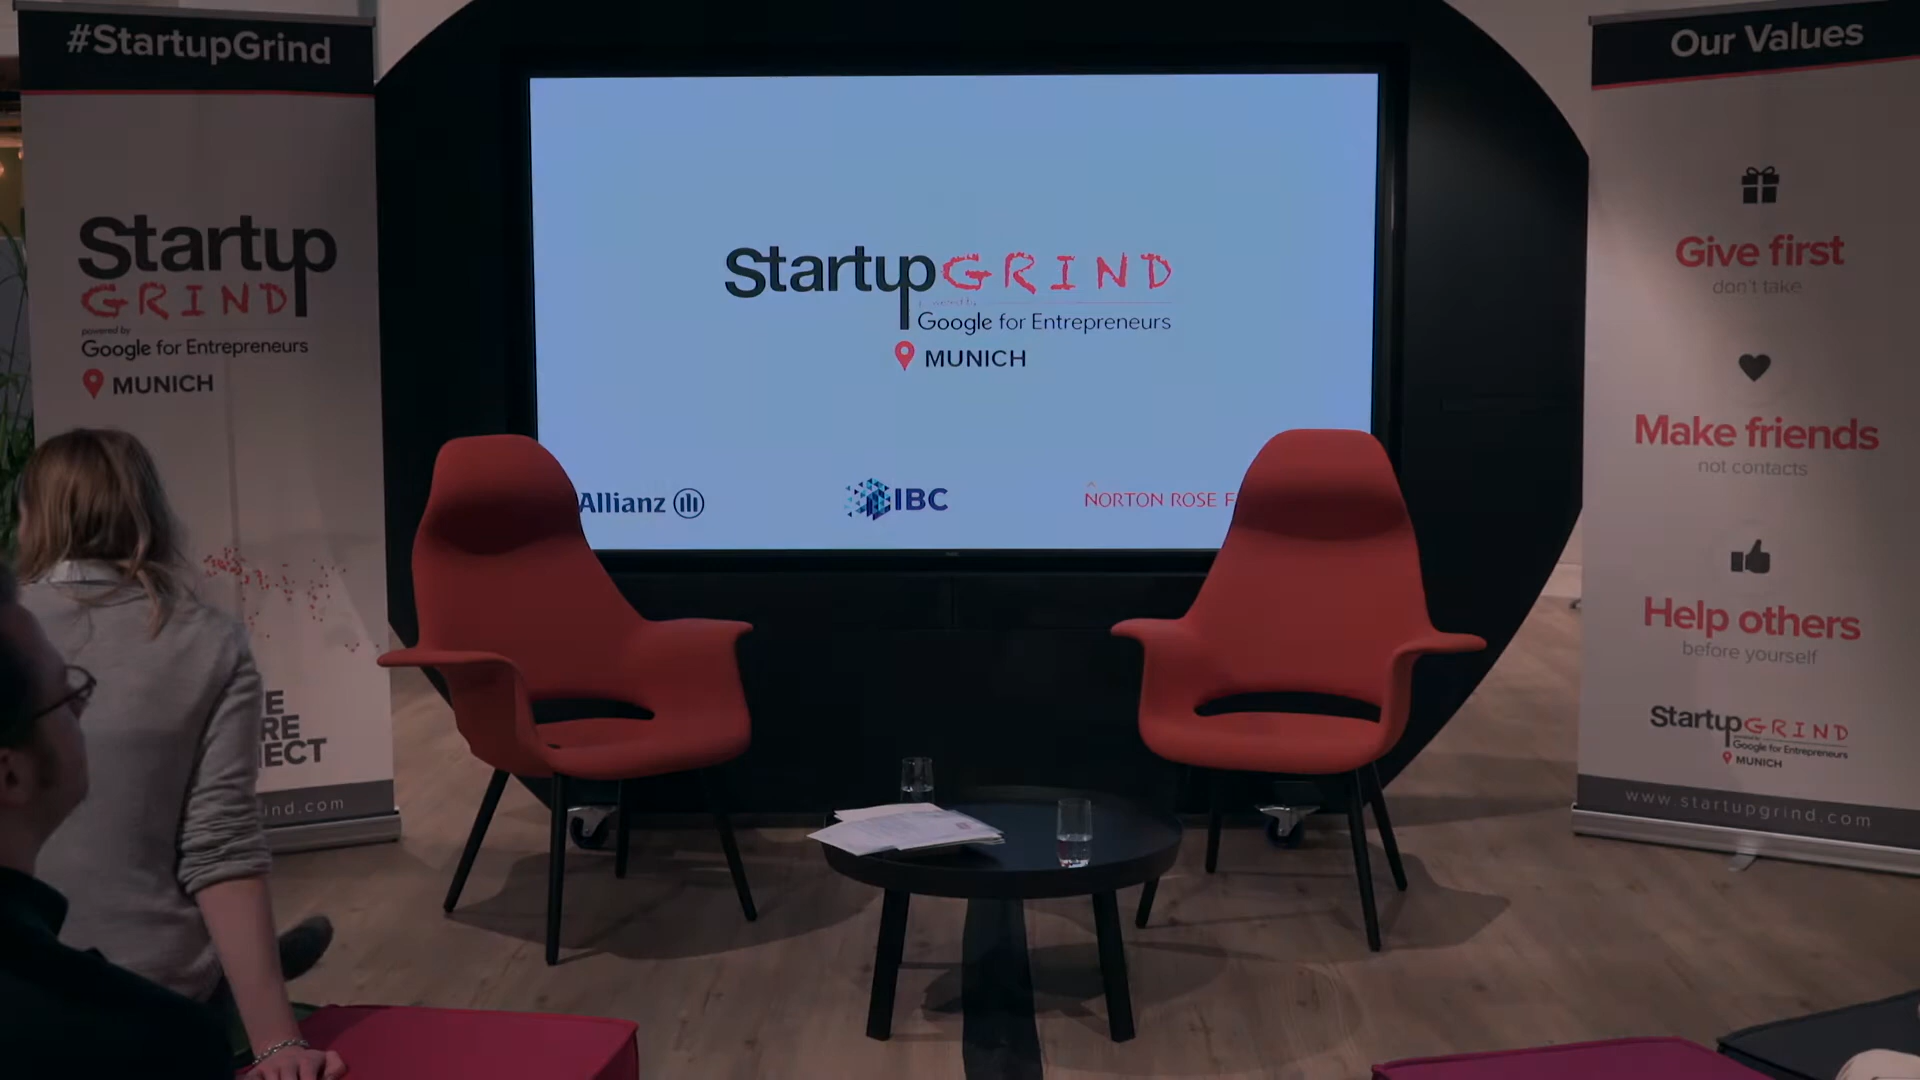 #StartupGrind
Startup
GRIND
powered by
Google for Entrepreneurs
MUNICH
E
RE
ECT
ind.com
Startup GRIND
powered by
Google for Entrepreneurs
MUNICH
Allianz
IBC
NORTON ROSE F
Our Values
Give first
don't take
Make friends
not contacts
Help others
before yourself
Startup GRIND
Google for Entrepreneurs
MUNICH
www.startupgrind.com